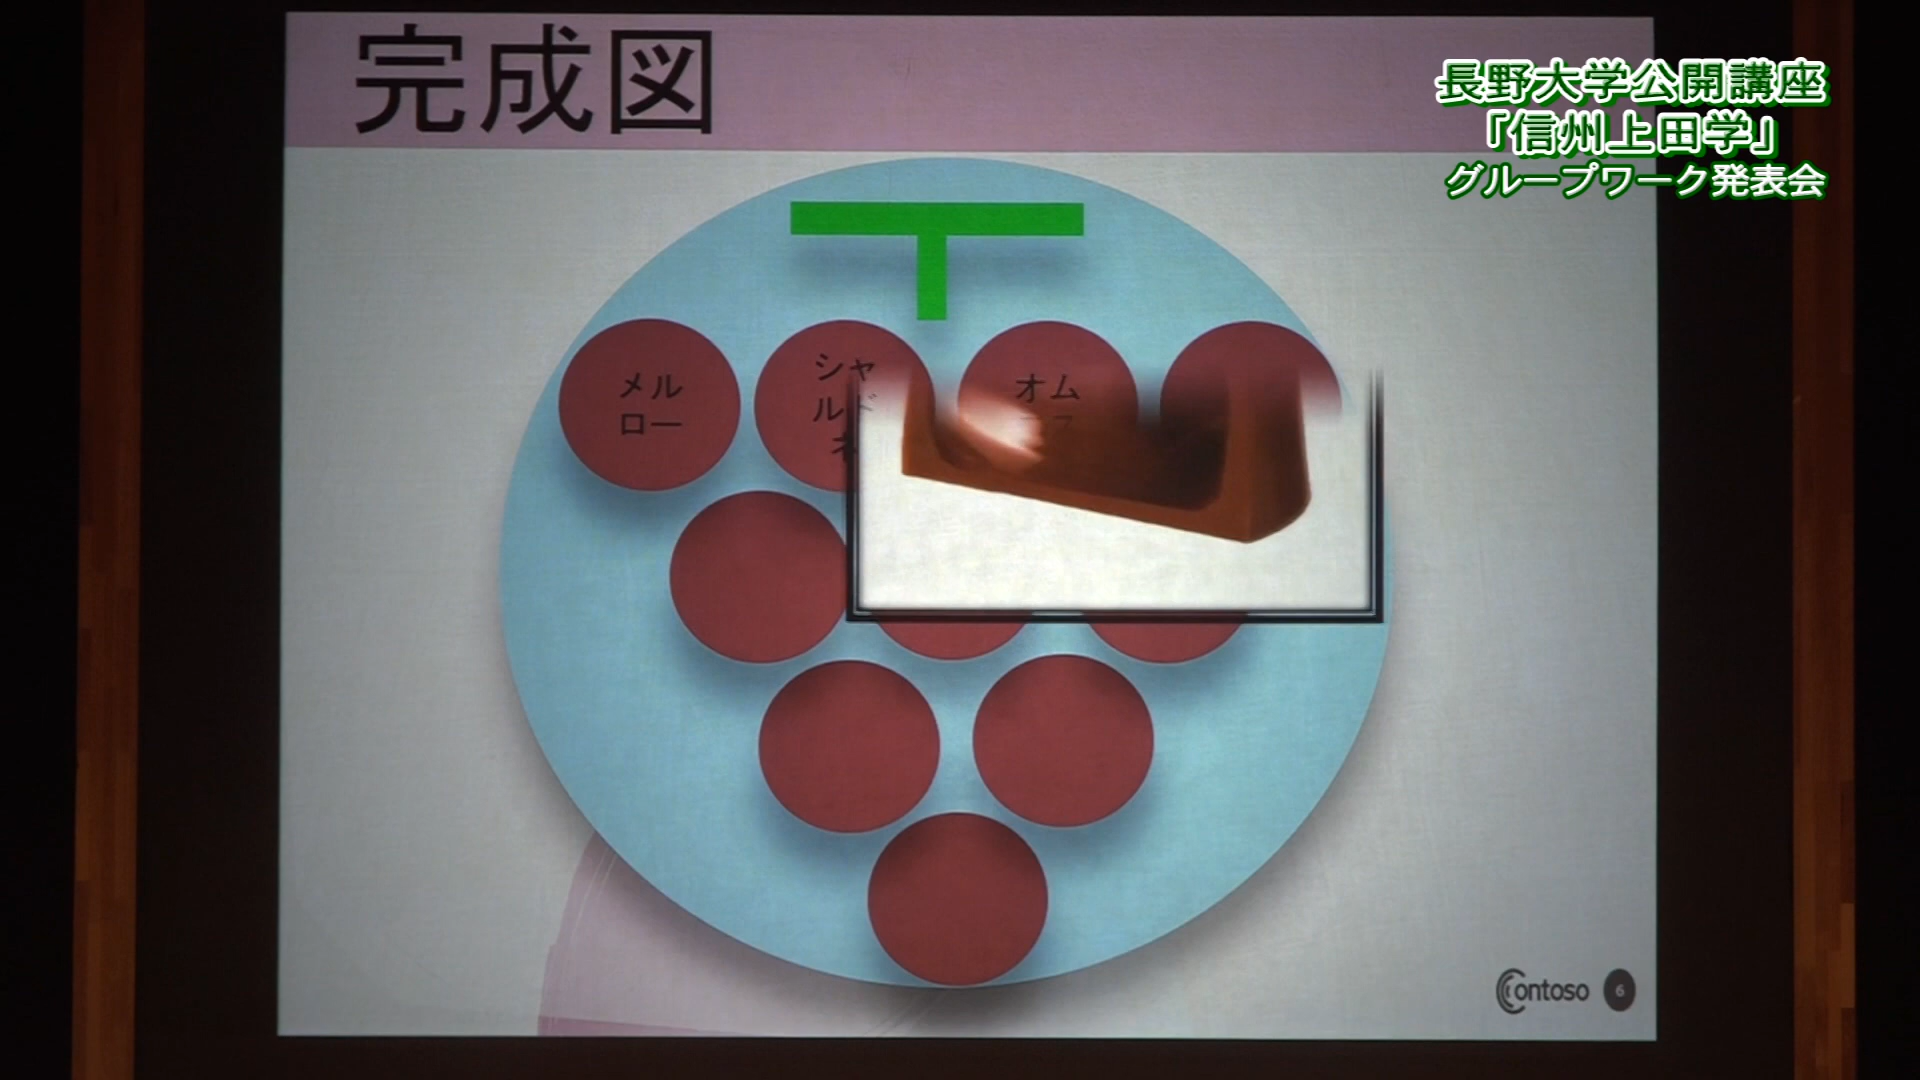 完成図
長野大学公開講座
「信州上田学」
グループワーク発表会
メル
ロー
シャ
ルド
ネ
オム
Contoso
6